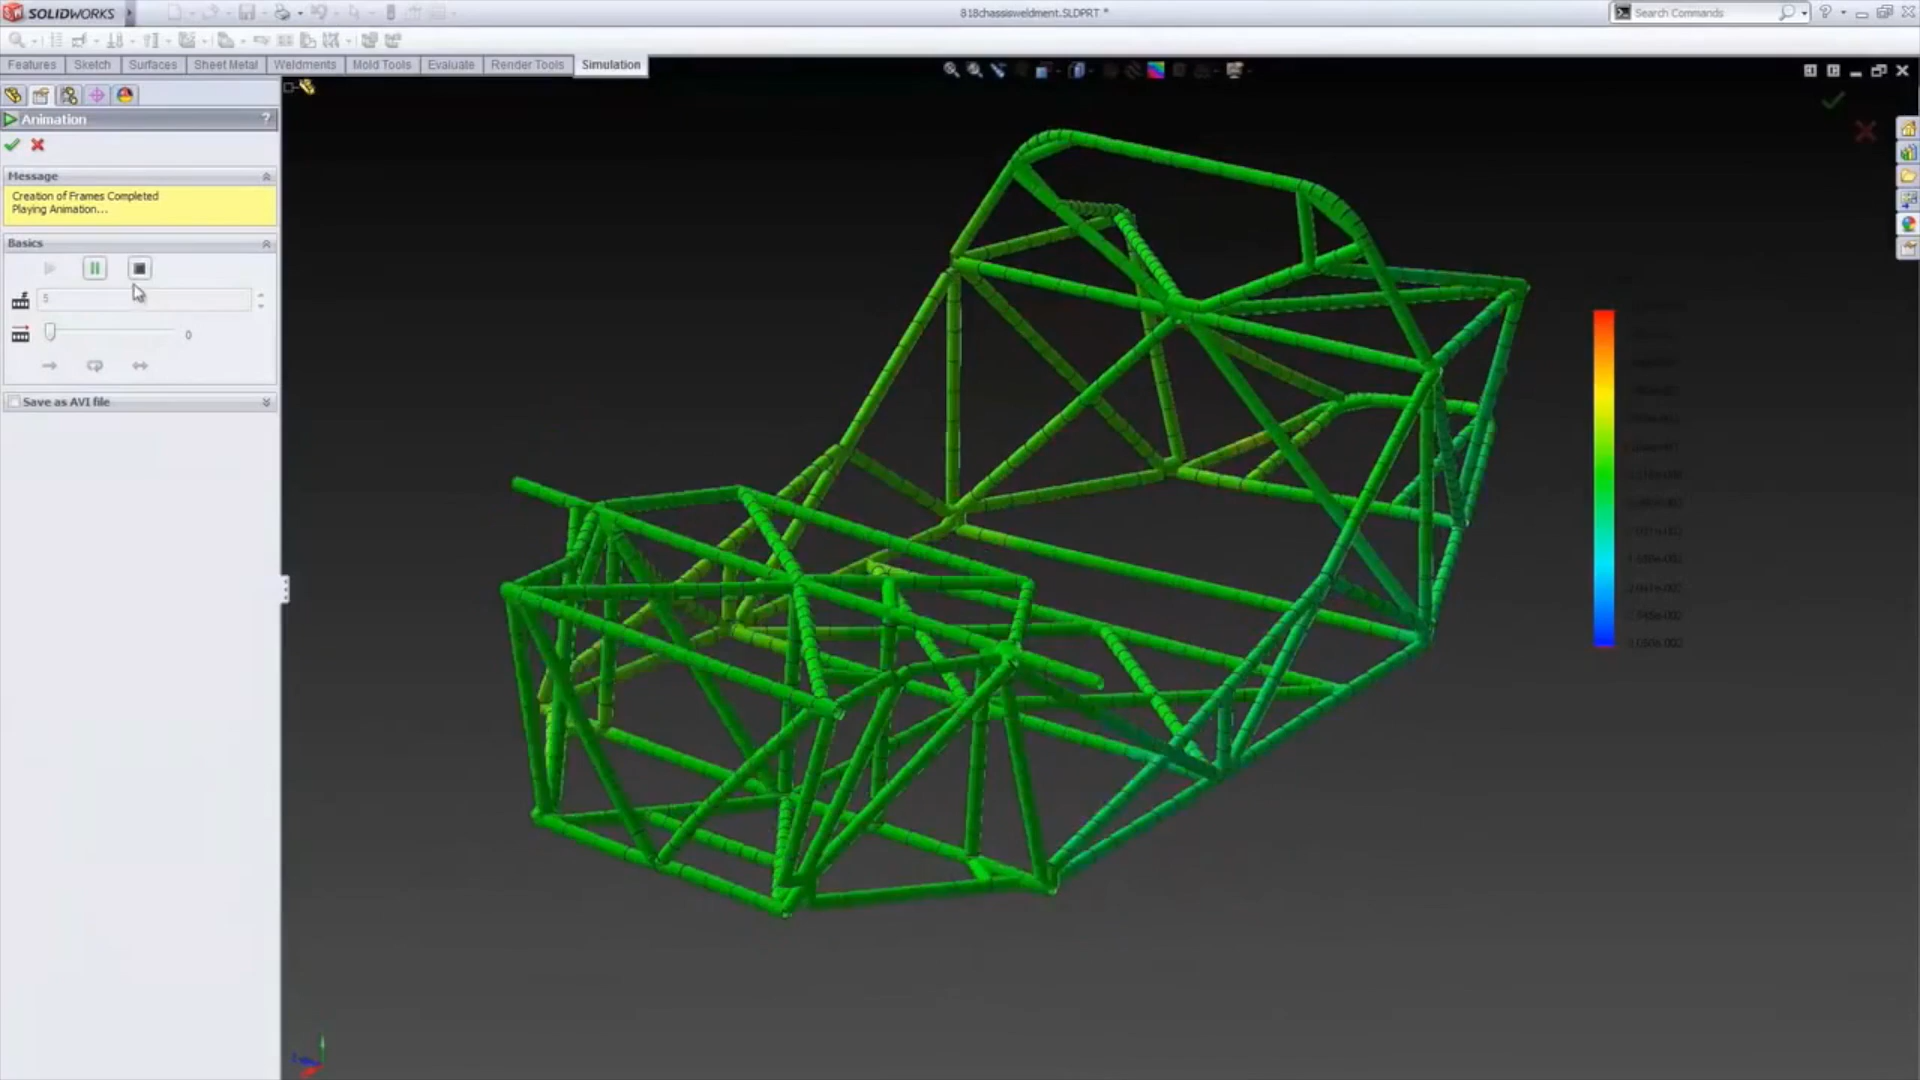 SOLIDWORKS
818chassisweldment.SLDPRT *
Search Commands
Features Sketch Surfaces Sheet Metal Weldments Mold Tools Evaluate Render Tools Simulation
Animation
Message
Creation of Frames Completed
Playing Animation...
Basics
5
0
Save as AVI file